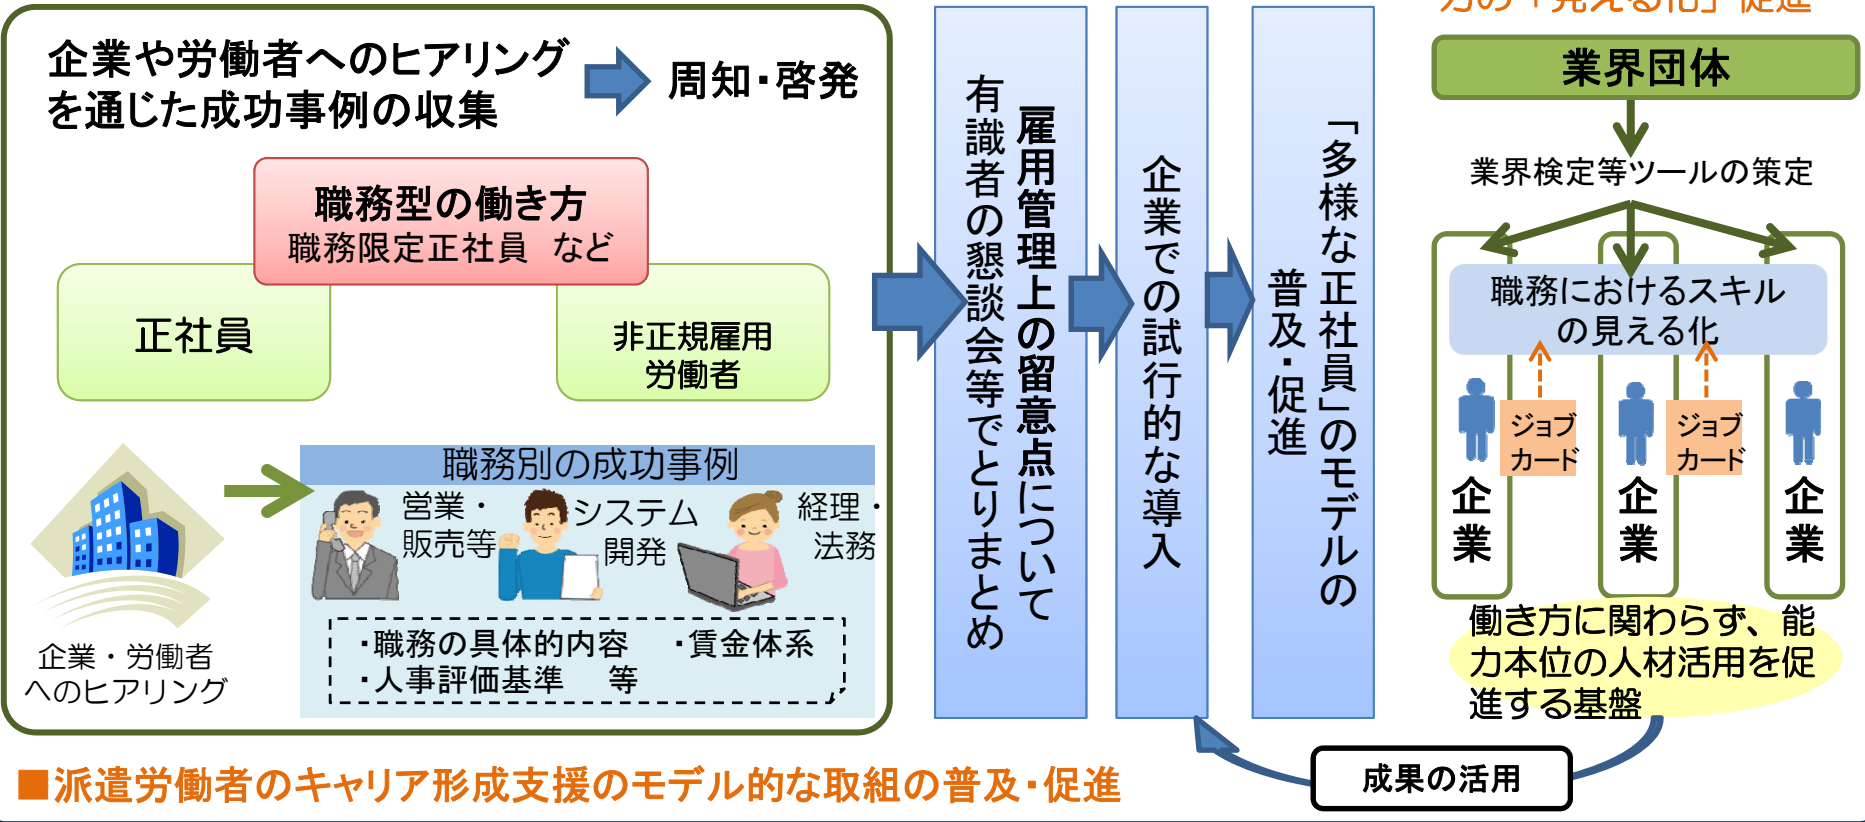 企業や労働者へのヒアリング
を通じた成功事例の収集
周知・啓発
職務型の働き方
職務限定正社員　など
正社員
非正規雇用
労働者
職務別の成功事例
営業・
販売等
システム
開発
経理・
法務
・職務の具体的内容　・賃金体系
・人事評価基準　等
企業・労働者
へのヒアリング
雇用管理上の留意点について
有識者の懇談会等でとりまとめ
企業での試行的な導入
「多様な正社員」のモデルの
普及・促進
力の「見える化」促進
業界団体
業界検定等ツールの策定
職務におけるスキル
の見える化
ジョブ
カード
ジョブ
カード
企業
企業
企業
働き方に関わらず、能
力本位の人材活用を促
進する基盤
成果の活用
■派遣労働者のキャリア形成支援のモデル的な取組の普及・促進